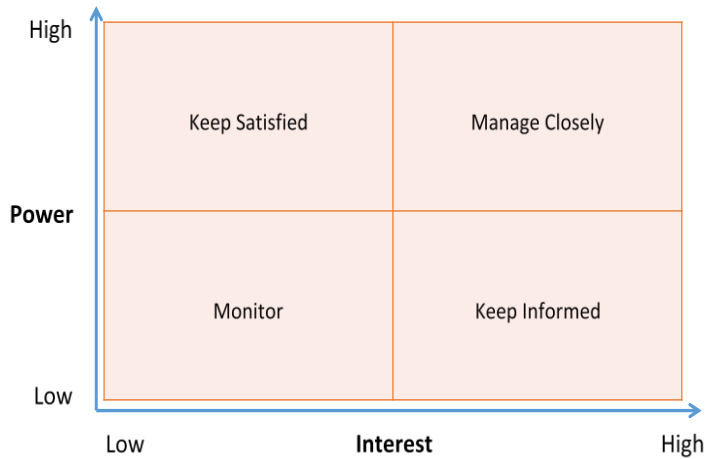 High
Keep Satisfied
Manage Closely
Power
Monitor
Keep Informed
Low
Low
Interest
High